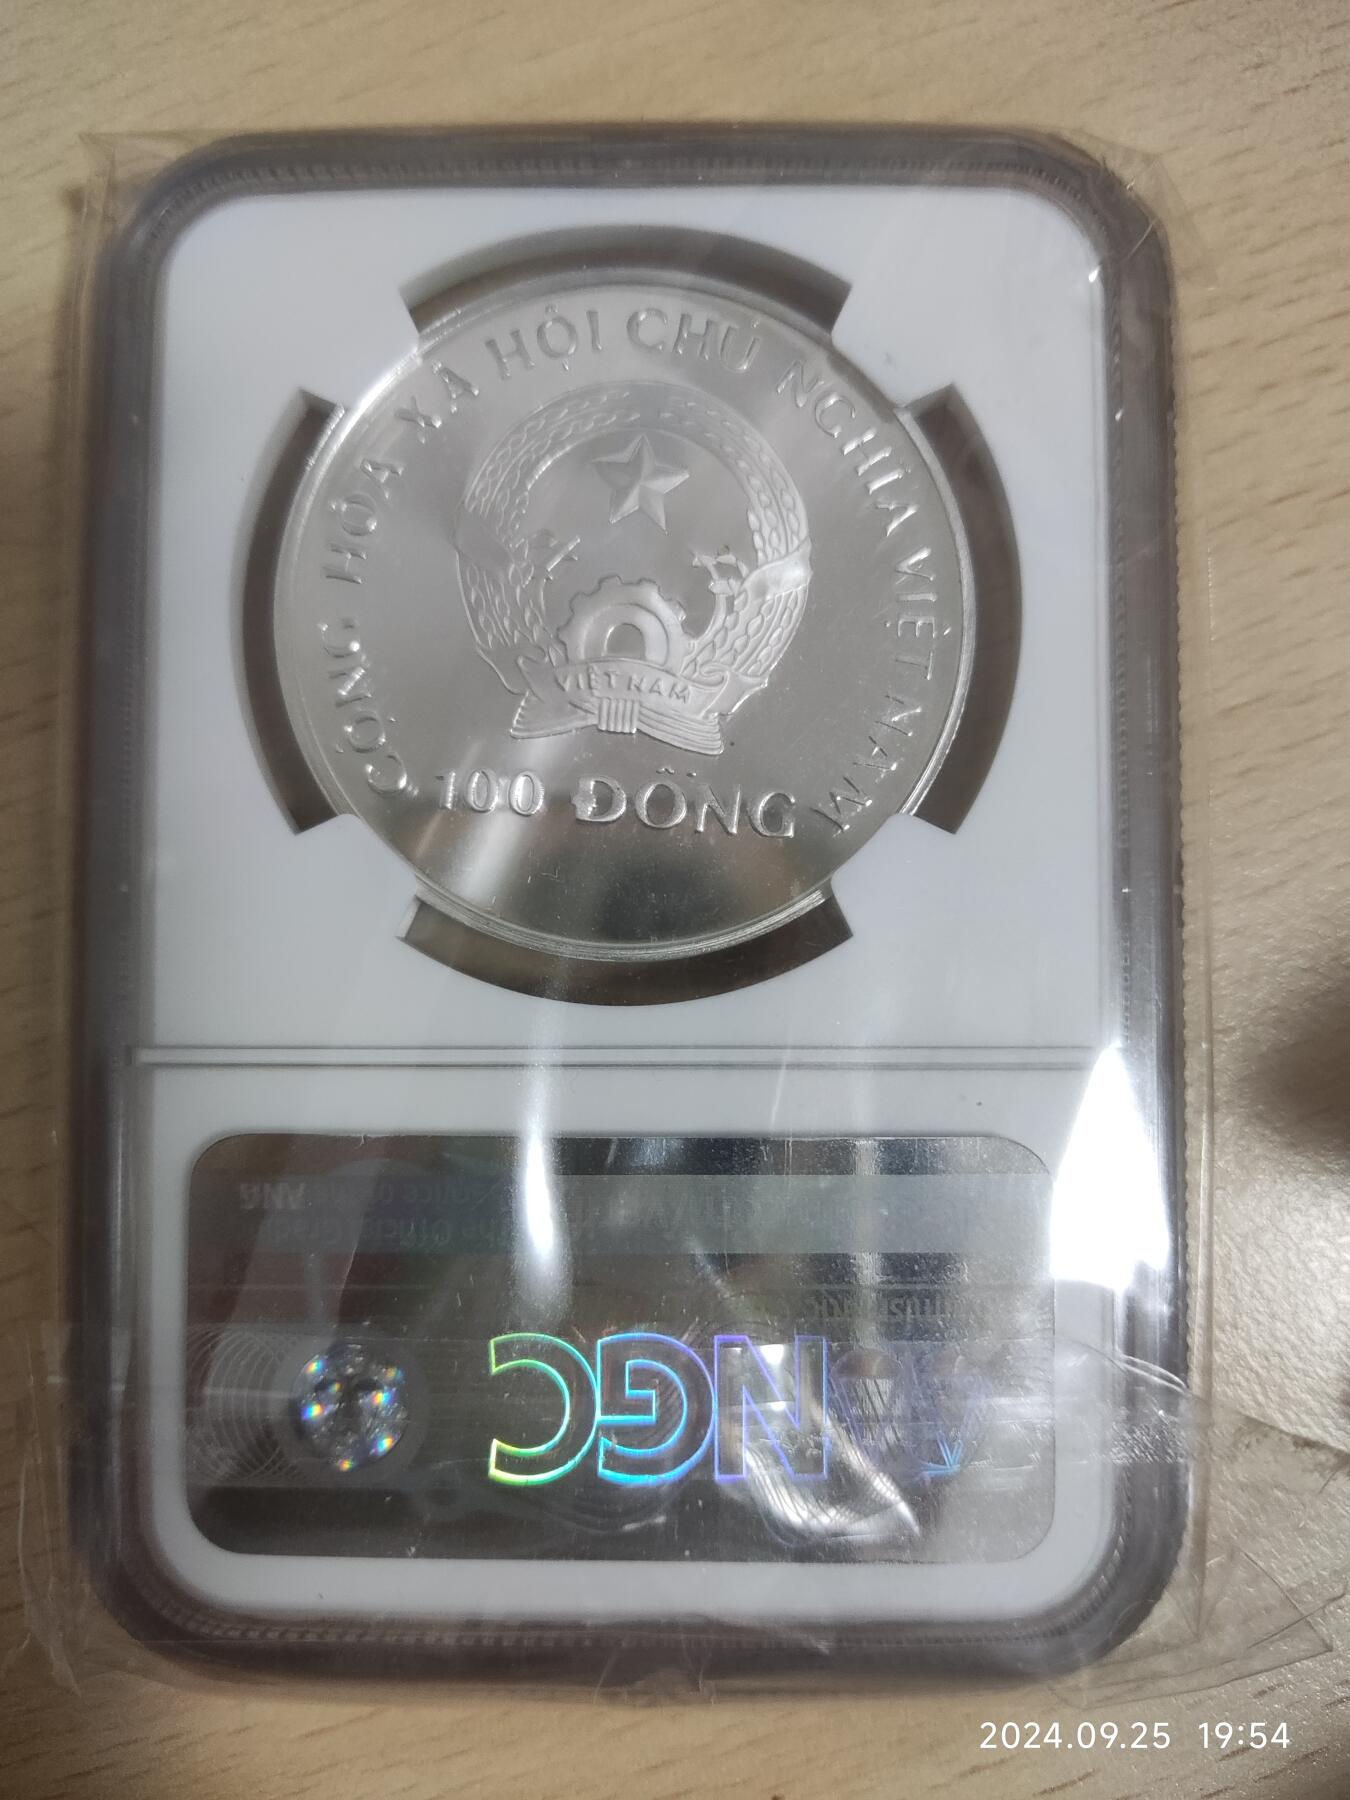 CỘNG HÒA XÃ HỘI CHỦ NGHĨA VIỆT NAM
VIỆT NAM
100 ĐỒNG
NGC
2024.09.25 19:54